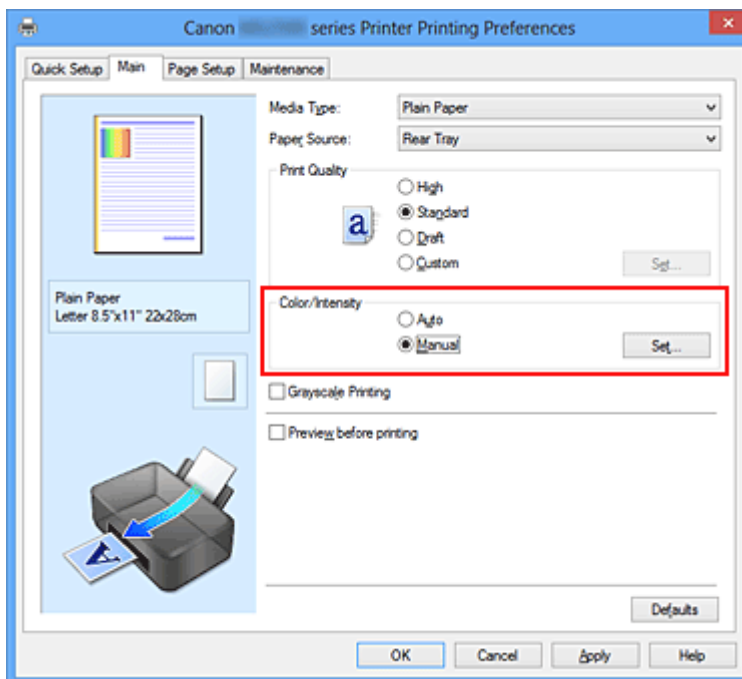 Canon series Printer Printing Preferences
Quick Setup Main Page Setup Maintenance
Media Type: Plain Paper
Paper Source: Rear Tray
Print Quality
High
a Standard
Draft
Custom Set...
Plain Paper
Letter 8.5"x11" 22x28cm
Color/Intensity
Auto
Manual Set...
Grayscale Printing
Preview before printing
A
Defaults
OK Cancel Apply Help